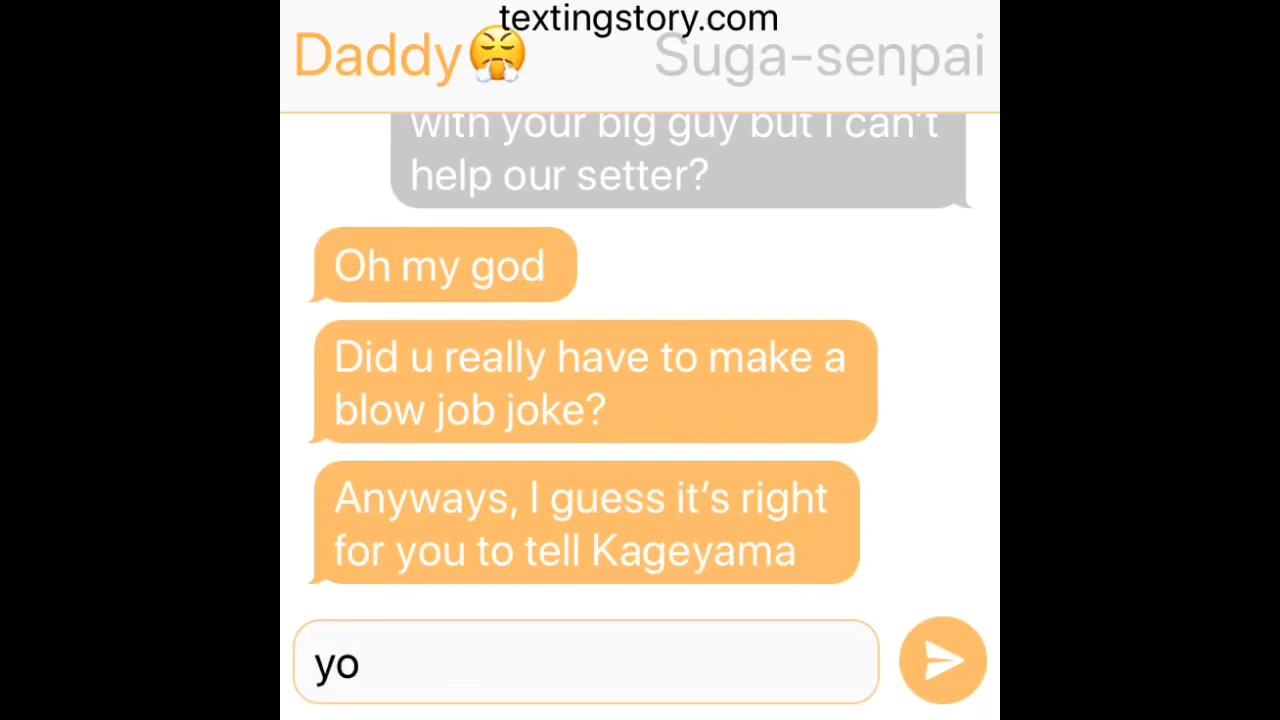 textingstory.com
Daddy😤 Suga-senpai
with your big guy but I can't
help our setter?
Oh my god
Did u really have to make a
blow job joke?
Anyways, I guess it’s right
for you to tell Kageyama
yo